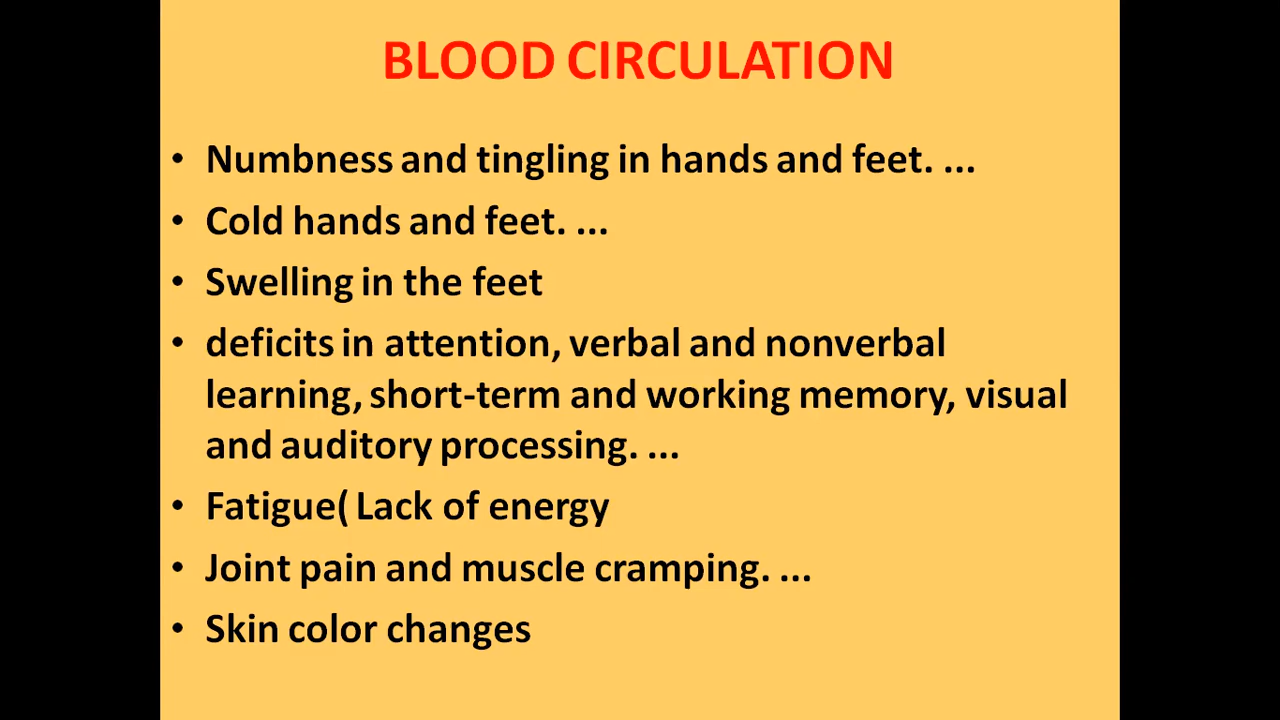 BLOOD CIRCULATION
• Numbness and tingling in hands and feet. ...
• Cold hands and feet. ...
• Swelling in the feet
• deficits in attention, verbal and nonverbal
learning, short-term and working memory, visual
and auditory processing. ...
• Fatigue( Lack of energy
• Joint pain and muscle cramping. ...
• Skin color changes